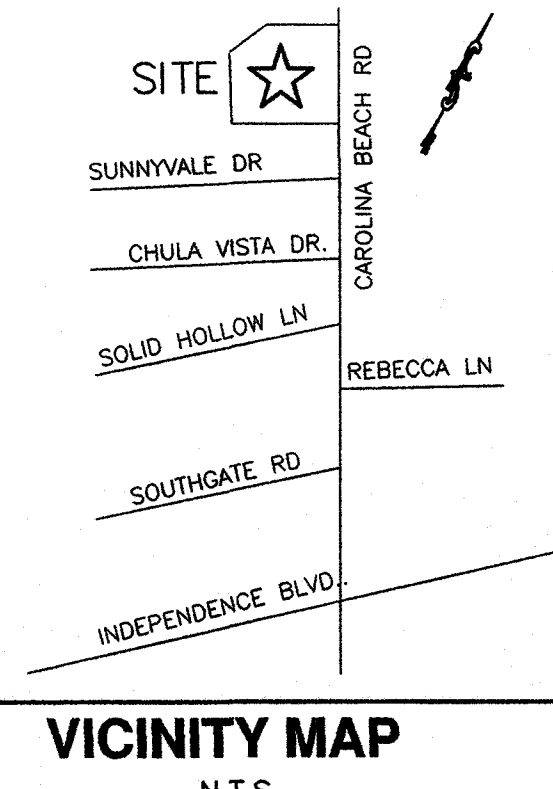 SITE
CAROLINA BEACH RD
SUNNYVALE DR
CHULA VISTA DR.
SOLID HOLLOW LN
REBECCA LN
SOUTHGATE RD
INDEPENDENCE BLVD.
VICINITY MAP
N.T.S.